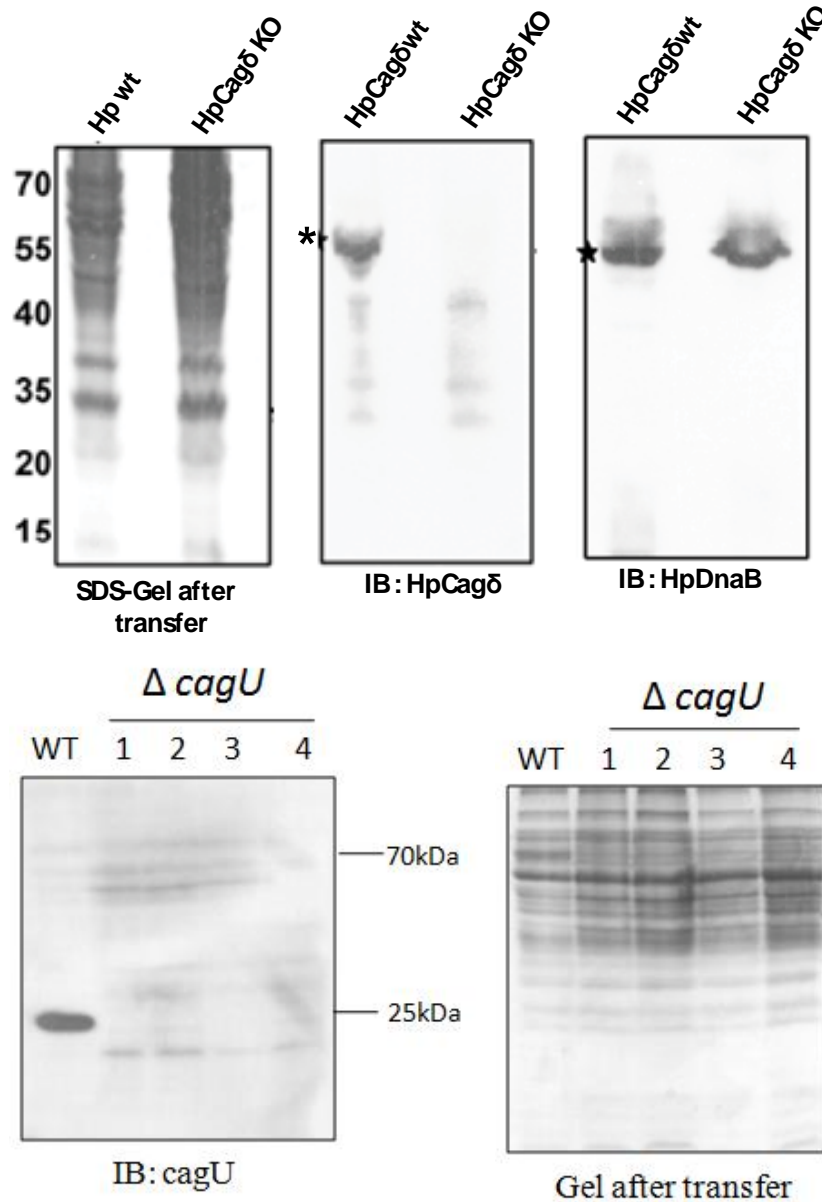 Hp wt
HpCagδ KO
HpCagδwt
HpCagδ KO
HpCagδwt
HpCagδ KO
70
55
40
35
20
15
*
★
SDS-Gel after
transfer
IB: HpCagδ
IB: HpDnaB
Δ cagU
WT 1 2 3 4
70kDa
25kDa
IB: cagU
Δ cagU
WT 1 2 3 4
Gel after transfer